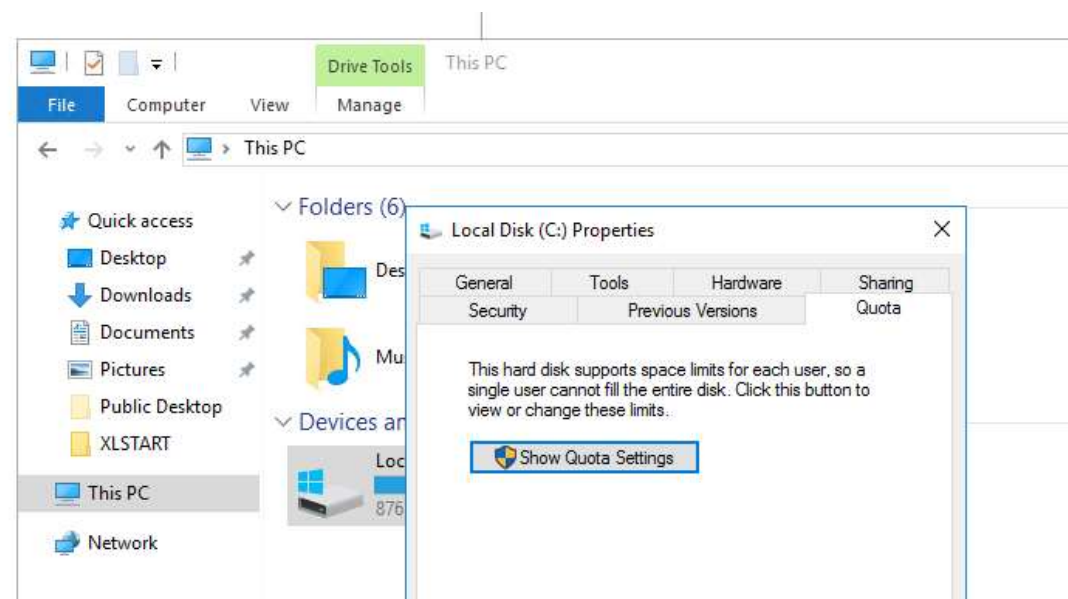 Drive Tools
This PC
File
Computer
View
Manage
This PC
Quick access
Desktop
Downloads
Documents
Pictures
Public Desktop
XLSTART
This PC
Network
Folders (6)
Des
Mu
Devices an
Loc
876
Local Disk (C:) Properties
General
Tools
Hardware
Sharing
Security
Previous Versions
Quota
This hard disk supports space limits for each user, so a
single user cannot fill the entire disk. Click this button to
view or change these limits.
Show Quota Settings